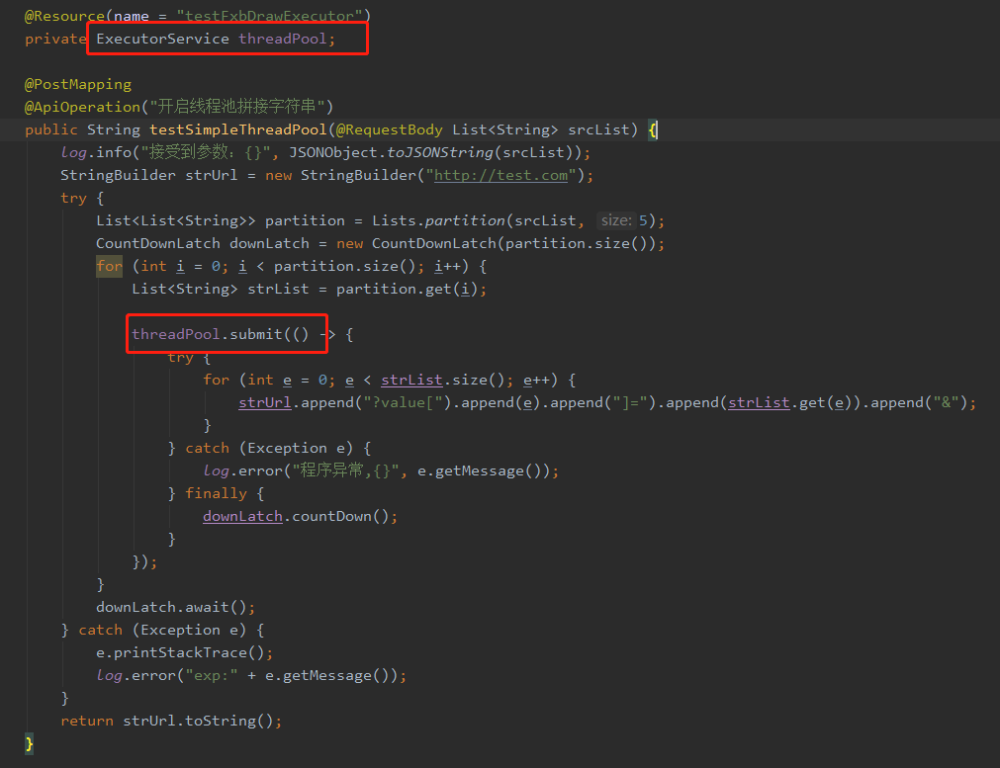 @Resource(name = "testFxbDrawExecutor")
private ExecutorService threadPool;
@PostMapping
@ApiOperation("开启线程池拼接字符串")
public String testSimpleThreadPool(@RequestBody List<String> srcList) {
log.info("接受到参数：{}", JSONObject.toJSONString(srcList));
StringBuilder strUrl = new StringBuilder("http://test.com");
try {
List<List<String>> partition = Lists.partition(srcList, size: 5);
CountDownLatch downLatch = new CountDownLatch(partition.size());
for (int i = 0; i < partition.size(); i++) {
List<String> strList = partition.get(i);
threadPool.submit(() -> {
try {
for (int e = 0; e < strList.size(); e++) {
strUrl.append("?value[").append(e).append("]=").append(strList.get(e)).append("&");
}
} catch (Exception e) {
log.error("程序异常,{}", e.getMessage());
} finally {
downLatch.countDown();
}
});
}
downLatch.await();
} catch (Exception e) {
e.printStackTrace();
log.error("exp:" + e.getMessage());
}
return strUrl.toString();
}